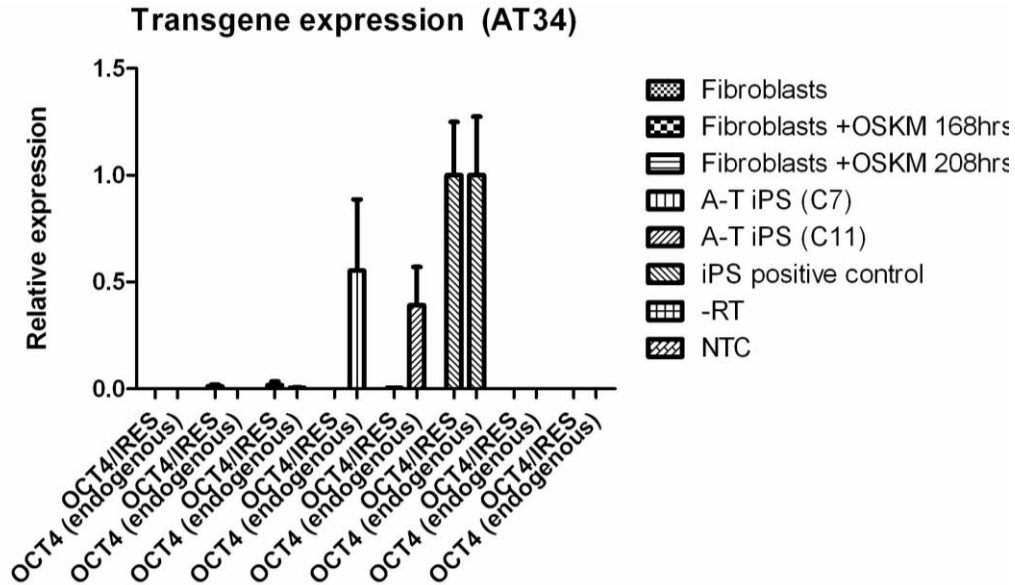 Transgene expression (AT34)
Relative expression
1.5
1.0
0.5
0.0
OCT4/IRES
OCT4 (endogenous)
OCT4/IRES
OCT4 (endogenous)
OCT4/IRES
OCT4 (endogenous)
OCT4/IRES
OCT4 (endogenous)
OCT4/IRES
OCT4 (endogenous)
OCT4/IRES
OCT4 (endogenous)
OCT4/IRES
OCT4 (endogenous)
OCT4/IRES
OCT4 (endogenous)
Fibroblasts
Fibroblasts +OSKM 168hrs
Fibroblasts +OSKM 208hrs
A-T iPS (C7)
A-T iPS (C11)
iPS positive control
-RT
NTC